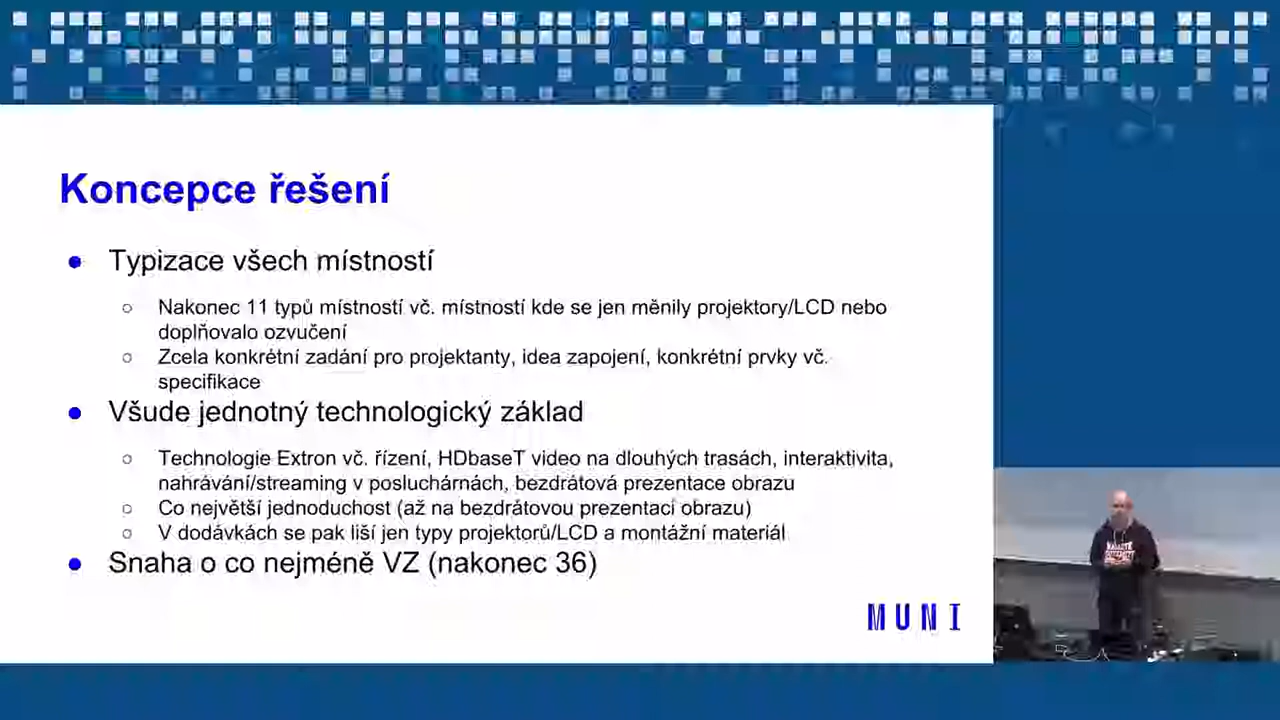 Koncepce řešení
● Typizace všech místností
○ Nakonec 11 typů místností vč. místností kde se jen měnily projektory/LCD nebo
doplňovalo ozvučení
○ Zcela konkrétní zadání pro projektanty, idea zapojení, konkrétní prvky vč.
specifikace
● Všude jednotný technologický základ
○ Technologie Extron vč. řízení, HDbaseT video na dlouhých trasách, interaktivita,
nahrávání/streaming v posluchárnách, bezdrátová prezentace obrazu
○ Co největší jednoduchost (až na bezdrátovou prezentaci obrazu)
○ V dodávkách se pak liší jen typy projektorů/LCD a montážní materiál
● Snaha o co nejméně VZ (nakonec 36)
MUNI